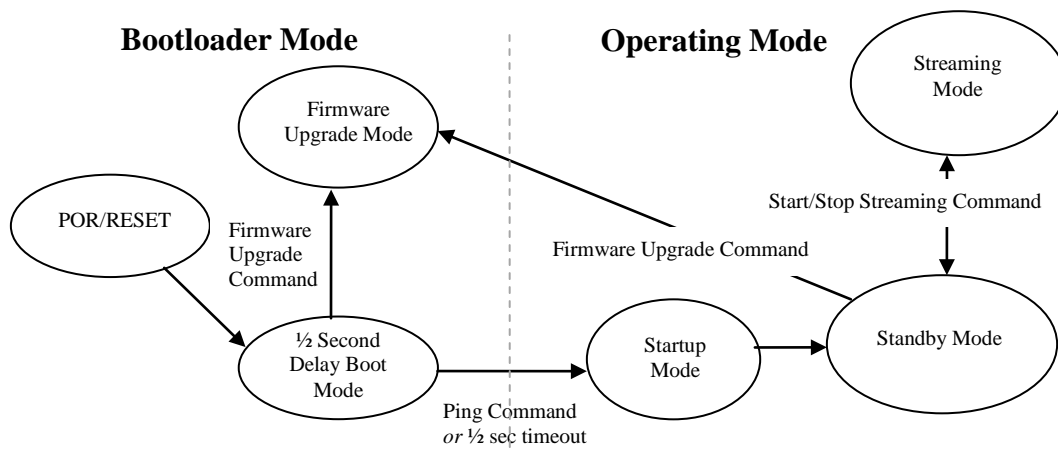 Bootloader Mode
Operating Mode
Streaming
Mode
Firmware
Upgrade Mode
POR/RESET
Firmware
Upgrade
Command
Start/Stop Streaming Command
Firmware Upgrade Command
½ Second
Delay Boot
Mode
Startup
Mode
Standby Mode
Ping Command
or ½ sec timeout